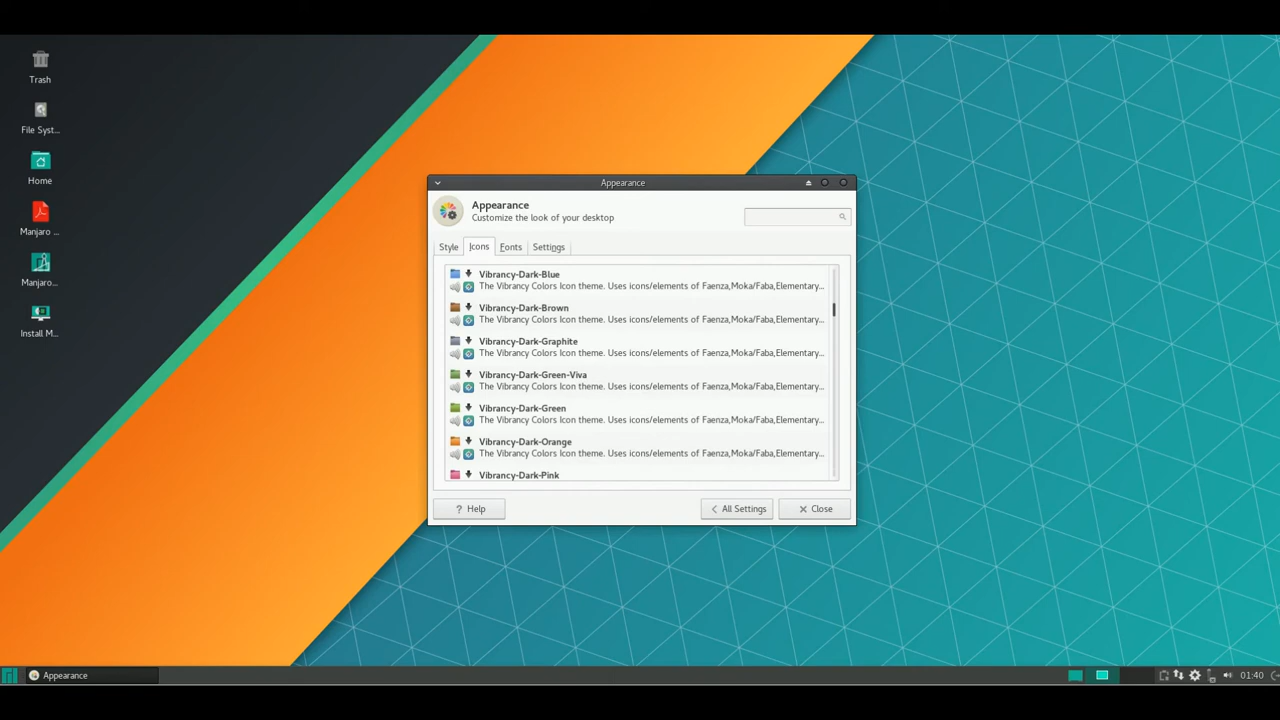 Trash
File Syst...
Home
Manjaro ...
Manjaro...
Install M...
Appearance
Appearance
Customize the look of your desktop
Style Icons Fonts Settings
Vibrancy-Dark-Blue
The Vibrancy Colors Icon theme. Uses icons/elements of Faenza,Moka/Faba,Elementary...
Vibrancy-Dark-Brown
The Vibrancy Colors Icon theme. Uses icons/elements of Faenza,Moka/Faba,Elementary...
Vibrancy-Dark-Graphite
The Vibrancy Colors Icon theme. Uses icons/elements of Faenza,Moka/Faba,Elementary...
Vibrancy-Dark-Green-Viva
The Vibrancy Colors Icon theme. Uses icons/elements of Faenza,Moka/Faba,Elementary...
Vibrancy-Dark-Green
The Vibrancy Colors Icon theme. Uses icons/elements of Faenza,Moka/Faba,Elementary...
Vibrancy-Dark-Orange
The Vibrancy Colors Icon theme. Uses icons/elements of Faenza,Moka/Faba,Elementary...
Vibrancy-Dark-Pink
? Help All Settings Close
Appearance 01:40